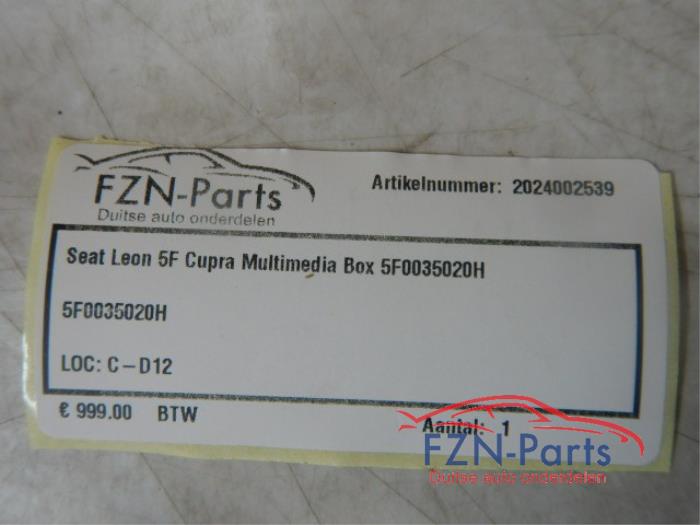 FZN-Parts
Duitse auto onderdelen
Artikelnummer: 2024002539
Seat Leon 5F Cupra Multimedia Box 5F0035020H
5F0035020H
LOC: C-D12
€ 999.00 BTW
Aantal: 1
FZN-Parts
Duitse auto onderdelen